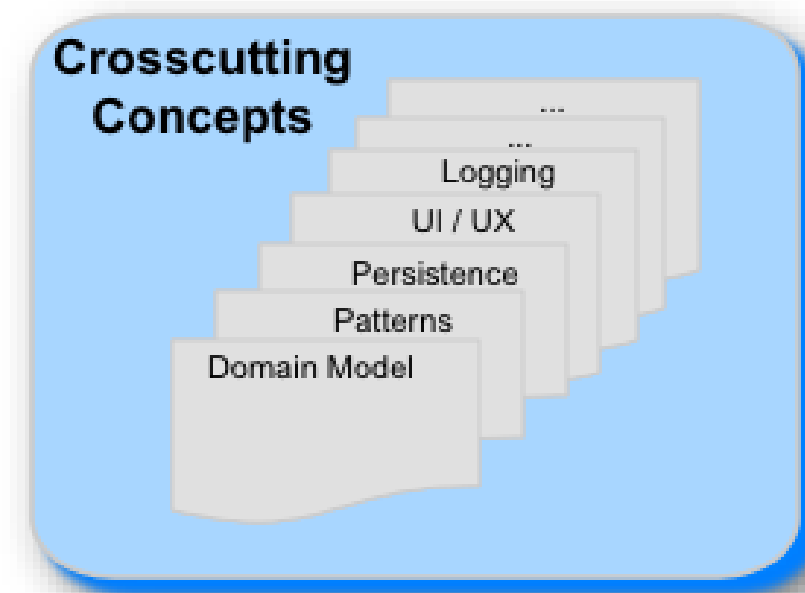 Crosscutting
Concepts
...
...
Logging
UI / UX
Persistence
Patterns
Domain Model